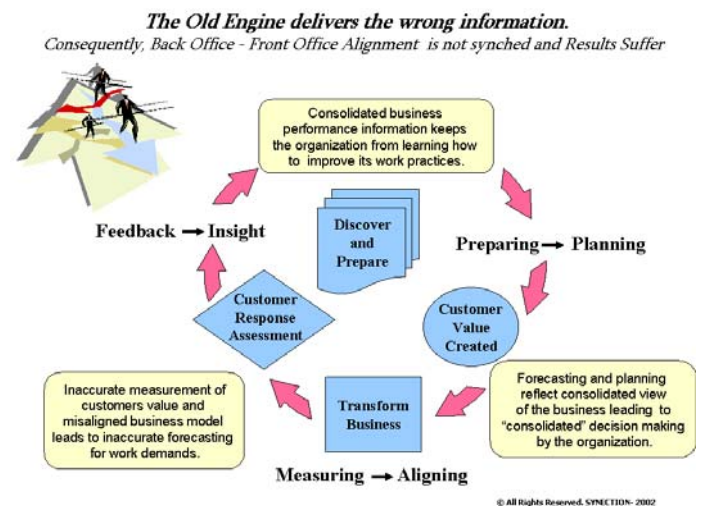 The Old Engine delivers the wrong information.
Consequently, Back Office - Front Office Alignment is not synched and Results Suffer
Consolidated business
performance information keeps
the organization from learning how
to improve its work practices.
Feedback → Insight
Discover
and
Prepare
Preparing → Planning
Customer
Response
Assessment
Customer
Value
Created
Inaccurate measurement of
customers value and
misaligned business model
leads to inaccurate forecasting
for work demands.
Transform
Business
Forecasting and planning
reflect consolidated view
of the business leading to
"consolidated" decision making
by the organization.
Measuring → Aligning
© All Rights Reserved. SYNECTION- 2002